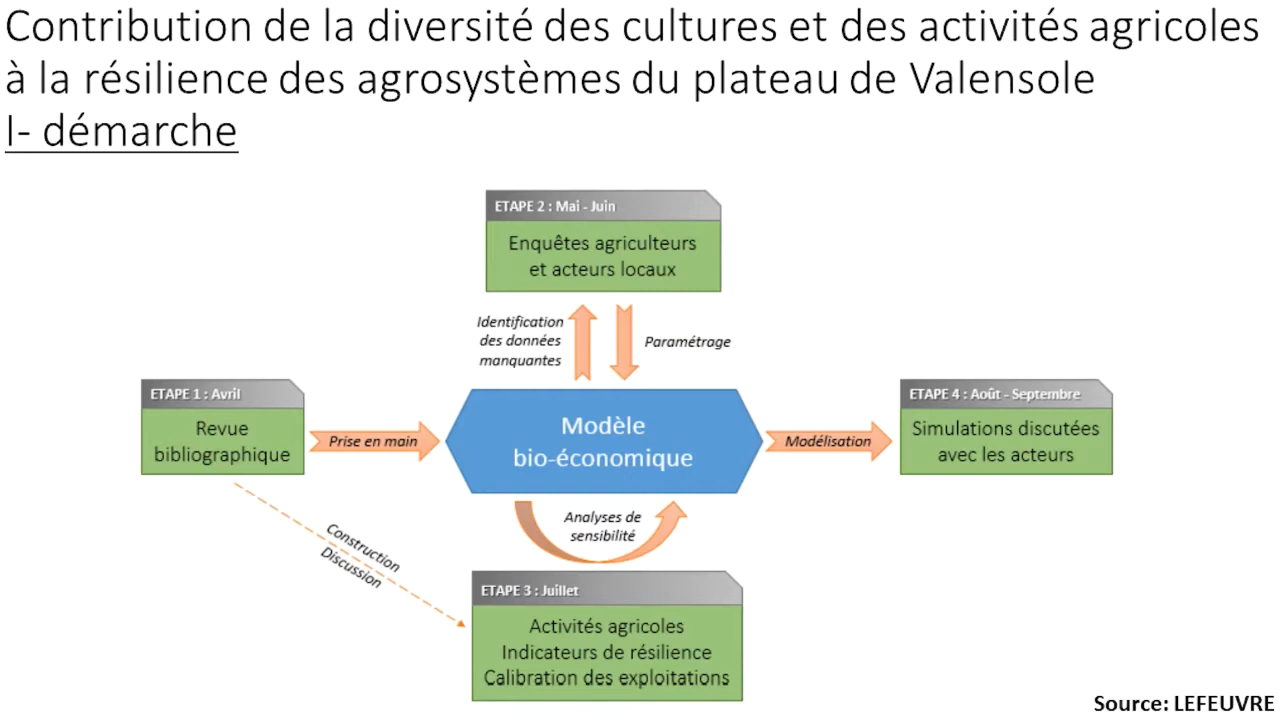 Contribution de la diversité des cultures et des activités agricoles
à la résilience des agrosystèmes du plateau de Valensole
I- démarche
ETAPE 2 : Mai - Juin
Enquêtes agriculteurs
et acteurs locaux
Identification
des données
manquantes
Paramétrage
ETAPE 1 : Avril
Revue
bibliographique
Prise en main
Modèle
bio-économique
Modélisation
ETAPE 4 : Août - Septembre
Simulations discutées
avec les acteurs
Analyses de
sensibilité
Construction
Discussion
ETAPE 3 : Juillet
Activités agricoles
Indicateurs de résilience
Calibration des exploitations
Source: LEFEUVRE